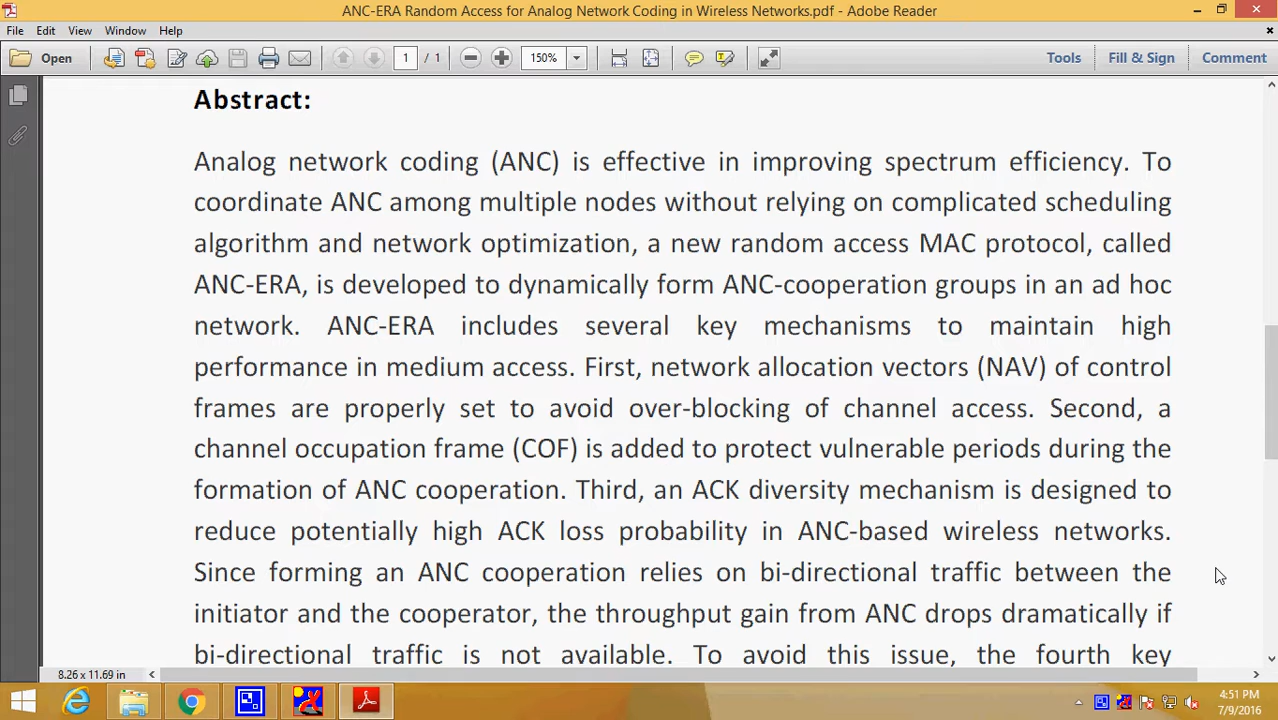 ANC-ERA Random Access for Analog Network Coding in Wireless Networks.pdf - Adobe Reader
File Edit View Window Help
Open 1 / 1 150% Tools Fill & Sign Comment
Abstract:
Analog network coding (ANC) is effective in improving spectrum efficiency. To
coordinate ANC among multiple nodes without relying on complicated scheduling
algorithm and network optimization, a new random access MAC protocol, called
ANC-ERA, is developed to dynamically form ANC-cooperation groups in an ad hoc
network. ANC-ERA includes several key mechanisms to maintain high
performance in medium access. First, network allocation vectors (NAV) of control
frames are properly set to avoid over-blocking of channel access. Second, a
channel occupation frame (COF) is added to protect vulnerable periods during the
formation of ANC cooperation. Third, an ACK diversity mechanism is designed to
reduce potentially high ACK loss probability in ANC-based wireless networks.
Since forming an ANC cooperation relies on bi-directional traffic between the
initiator and the cooperator, the throughput gain from ANC drops dramatically if
bi-directional traffic is not available. To avoid this issue, the fourth key
8.26 x 11.69 in
4:51 PM
7/9/2016